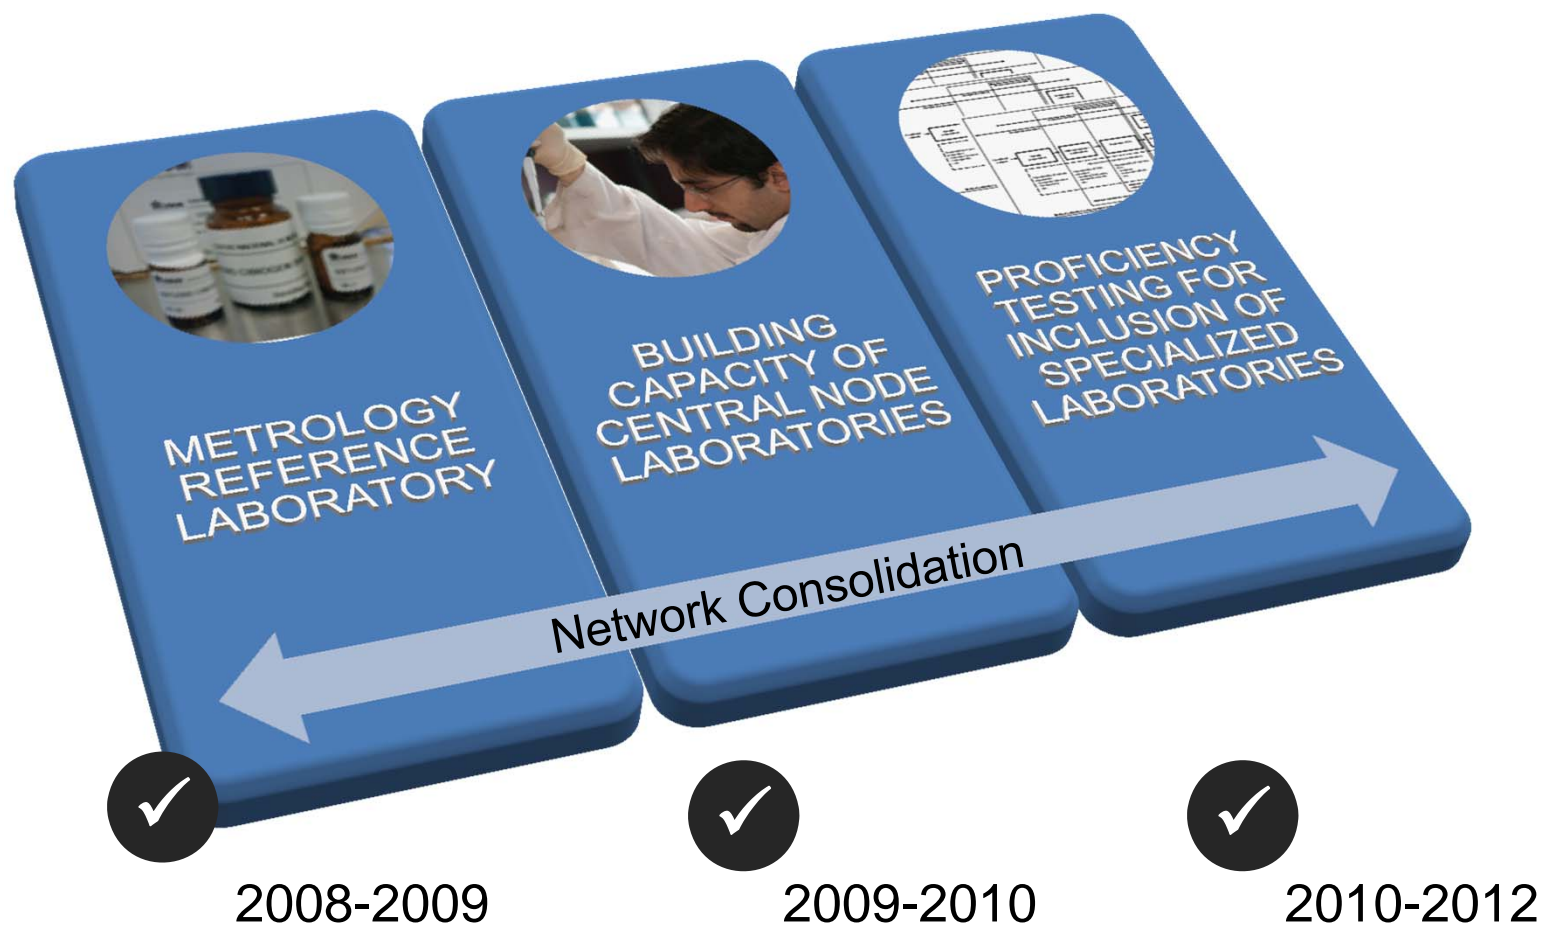 METROLOGY
REFERENCE
LABORATORY
BUILDING
CAPACITY OF
CENTRAL NODE
LABORATORIES
PROFICIENCY
TESTING FOR
INCLUSION OF
SPECIALIZED
LABORATORIES
Network Consolidation
2008-2009
2009-2010
2010-2012